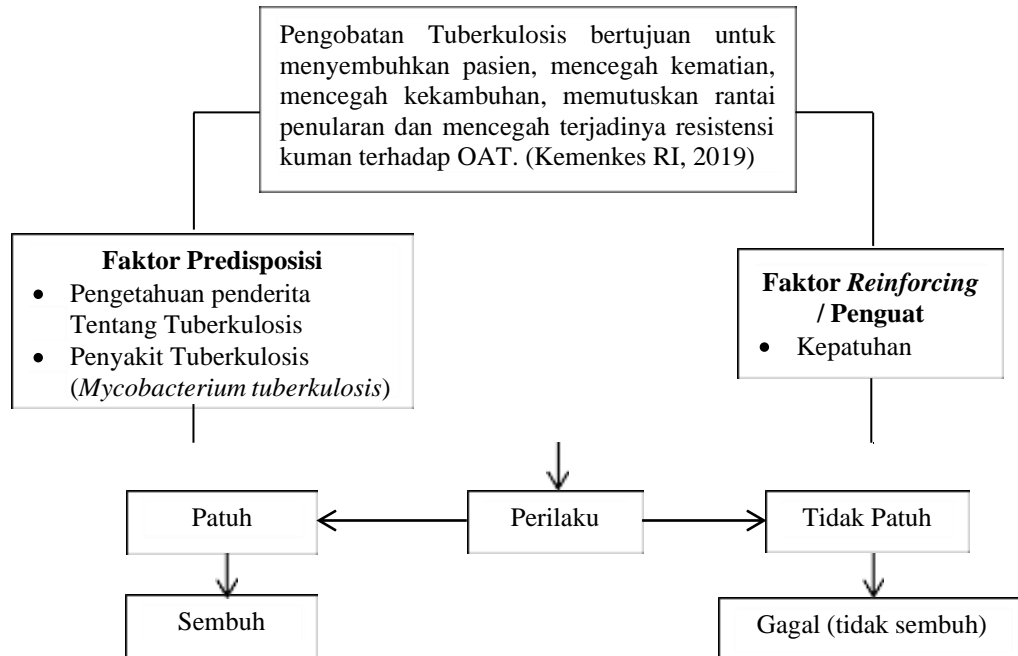 Pengobatan Tuberkulosis bertujuan untuk
menyembuhkan pasien, mencegah kematian,
mencegah kekambuhan, memutuskan rantai
penularan dan mencegah terjadinya resistensi
kuman terhadap OAT. (Kemenkes RI, 2019)
Faktor Predisposisi
• Pengetahuan penderita
Tentang Tuberkulosis
• Penyakit Tuberkulosis
(Mycobacterium tuberkulosis)
Faktor Reinforcing
/ Penguat
• Kepatuhan
Patuh
Perilaku
Tidak Patuh
Sembuh
Gagal (tidak sembuh)